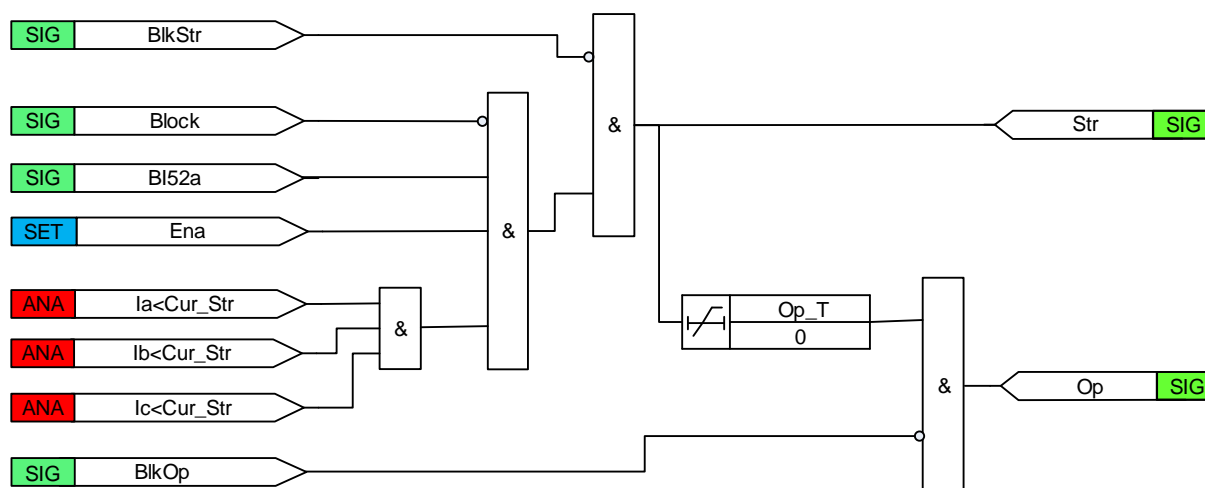 SIG BlkStr
SIG Block
SIG BI52a
SET Ena
ANA Ia<Cur_Str
ANA Ib<Cur_Str
ANA Ic<Cur_Str
SIG BlkOp
&
&
&
Op_T
0
&
Str SIG
Op SIG